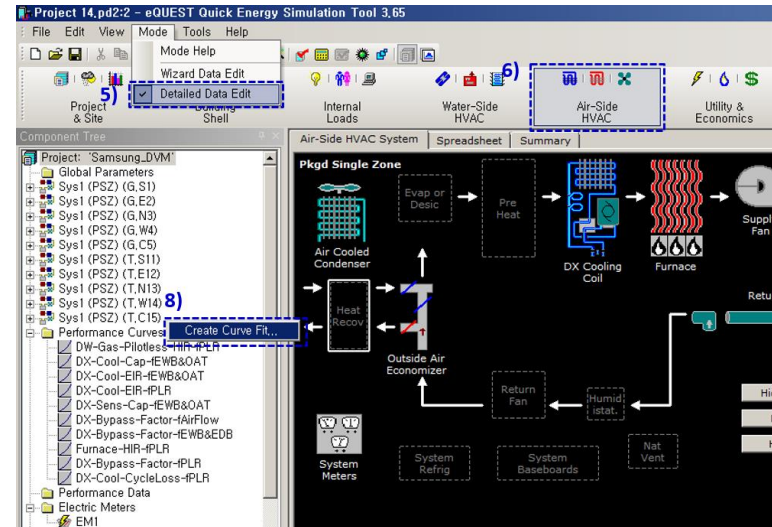 Project 14.pd2:2 - eQUEST Quick Energy Simulation Tool 3.65
File Edit View Mode Tools Help
Mode Help
Wizard Data Edit
5) Detailed Data Edit
6)
Project & Site
Shell
Internal Loads
Water-Side HVAC
Air-Side HVAC
Utility & Economics
Component Tree
Air-Side HVAC System Spreadsheet Summary
Project: 'Samsung_DVM'
Global Parameters
Sys1 (PSZ) (G,S1)
Sys1 (PSZ) (G,E2)
Sys1 (PSZ) (G,N3)
Sys1 (PSZ) (G,W4)
Sys1 (PSZ) (G,C5)
Sys1 (PSZ) (T,S11)
Sys1 (PSZ) (T,E12)
Sys1 (PSZ) (T,N13)
Sys1 (PSZ) (T,W14)
Sys1 (PSZ) (T,C15)
8)
Performance Curves
Create Curve Fit...
DW-Gas-Pilotless-HIR-fPLR
DX-Cool-Cap-fEWB&OAT
DX-Cool-EIR-fEWB&OAT
DX-Cool-EIR-fPLR
DX-Sens-Cap-fEWB&OAT
DX-Bypass-Factor-fAirFlow
DX-Bypass-Factor-fEWB&EDB
Furnace-HIR-fPLR
DX-Bypass-Factor-fPLR
DX-Cool-CycleLoss-fPLR
Performance Data
Electric Meters
EM1
Pkgd Single Zone
Air Cooled
Condenser
Evap or
Desic
Pre
Heat
DX Cooling
Coil
Furnace
Supply
Fan
Heat
Recov
Outside Air
Economizer
Retu
Return
Fan
Humid
istat.
System
Meters
System
Refrig
System
Baseboards
Nat
Vent